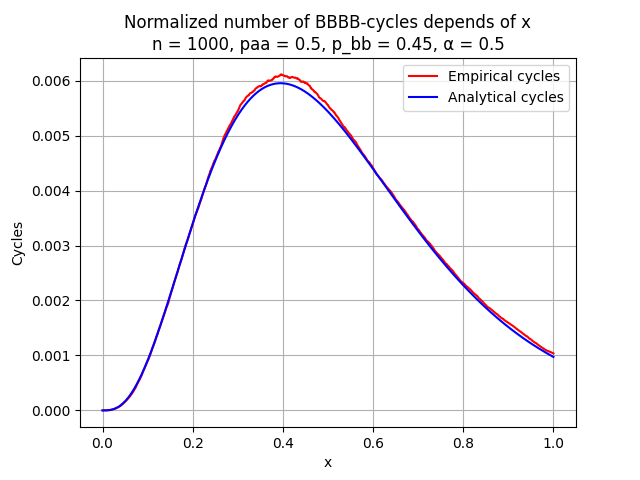 Normalized number of BBBB-cycles depends of x
n = 1000, paa = 0.5, p_bb = 0.45, α = 0.5
Empirical cycles
Analytical cycles
Cycles
0.006
0.005
0.004
0.003
0.002
0.001
0.000
0.0 0.2 0.4 0.6 0.8 1.0
x